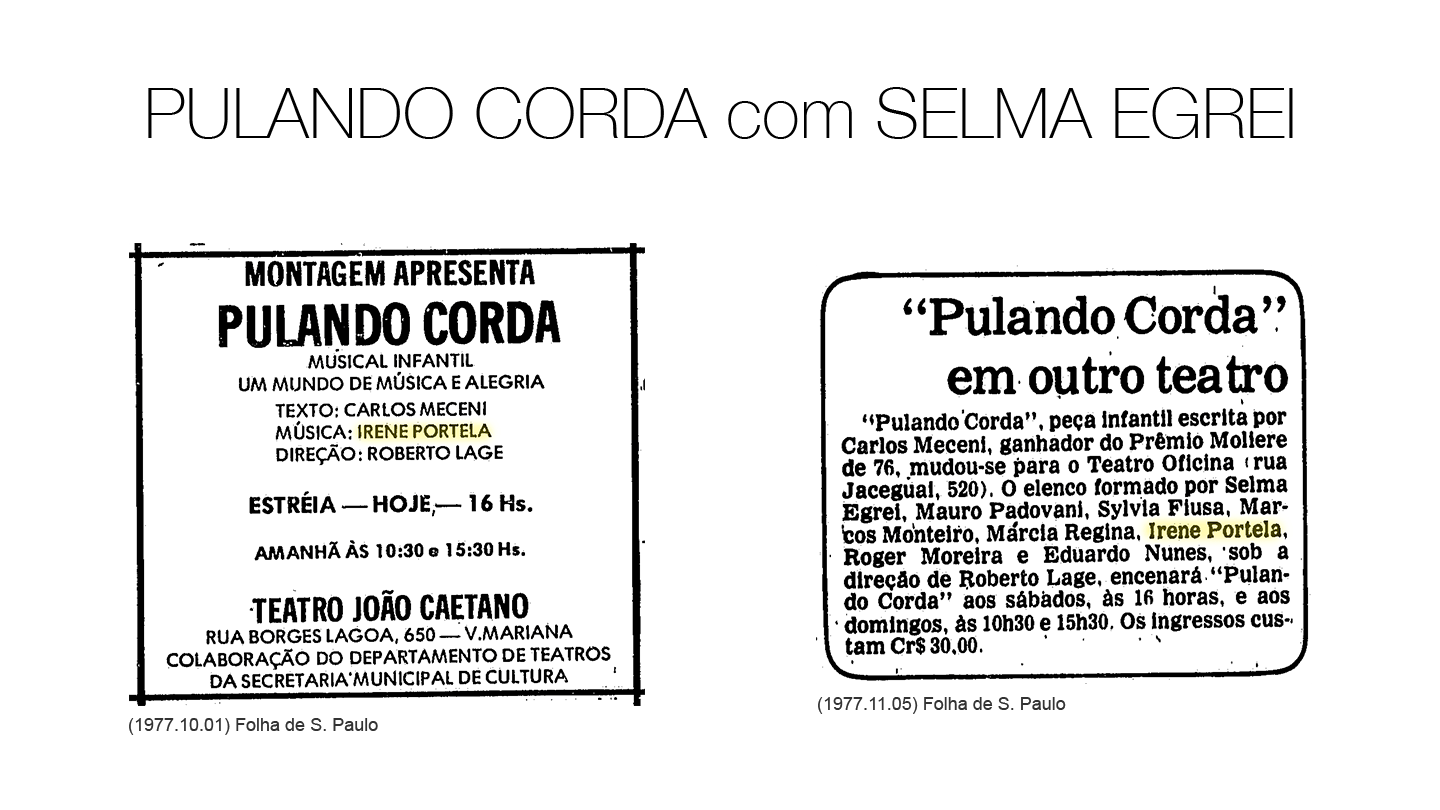 PULANDO CORDA com SELMA EGREI
MONTAGEM APRESENTA
PULANDO CORDA
MUSICAL INFANTIL
UM MUNDO DE MÚSICA E ALEGRIA
TEXTO: CARLOS MECENI
MÚSICA: IRENE PORTELA
DIREÇÃO: ROBERTO LAGE
ESTRÉIA — HOJE, — 16 Hs.
AMANHÃ ÀS 10:30 e 15:30 Hs.
TEATRO JOÃO CAETANO
RUA BORGES LAGOA, 650 — V.MARIANA
COLABORAÇÃO DO DEPARTAMENTO DE TEATROS
DA SECRETARIA MUNICIPAL DE CULTURA
(1977.10.01) Folha de S. Paulo
“Pulando Corda”
em outro teatro
“Pulando Corda”, peça infantil escrita por
Carlos Meceni, ganhador do Prêmio Moliere
de 76, mudou-se para o Teatro Oficina (rua
Jaceguai, 520). O elenco formado por Selma
Egrei, Mauro Padovani, Sylvia Fiusa, Mar-
cos Monteiro, Márcia Regina, Irene Portela,
Roger Moreira e Eduardo Nunes, sob a
direção de Roberto Lage, encenará “Pulan-
do Corda” aos sábados, às 16 horas, e aos
domingos, às 10h30 e 15h30. Os ingressos cus-
tam Cr$ 30,00.
(1977.11.05) Folha de S. Paulo